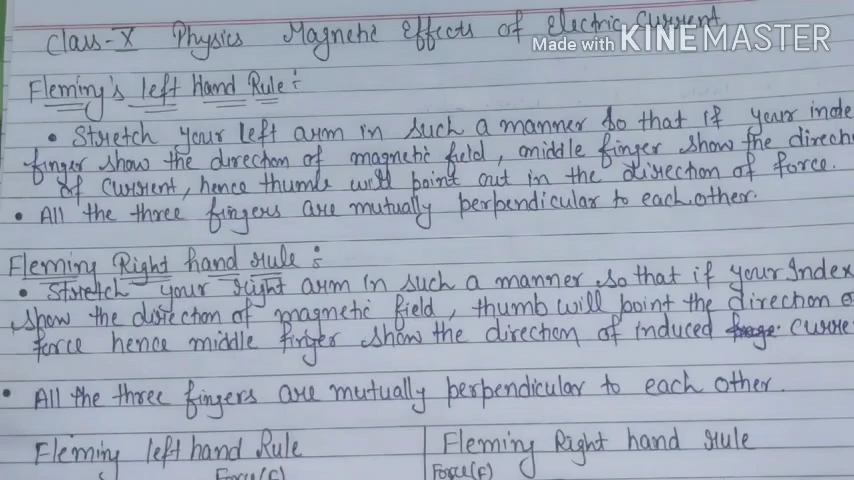 Class-X Physics Magnetic Effects of Electric Current
Made with KINEMASTER
Fleming's left Hand Rule:
• Stretch your left arm in such a manner so that if your inde
finger show the direction of magnetic field, middle finger show the direct
of current, hence thumb will point out in the direction of force.
• All the three fingers are mutually perpendicular to each other.
Fleming Right hand rule:
• Stretch your right arm in such a manner so that if your Index
show the direction of magnetic field, thumb will point the direction o
force hence middle finger show the direction of induced curre
• All the three fingers are mutually perpendicular to each other.
Fleming left hand Rule
Fleming Right hand rule
Force(F)
Force(F)